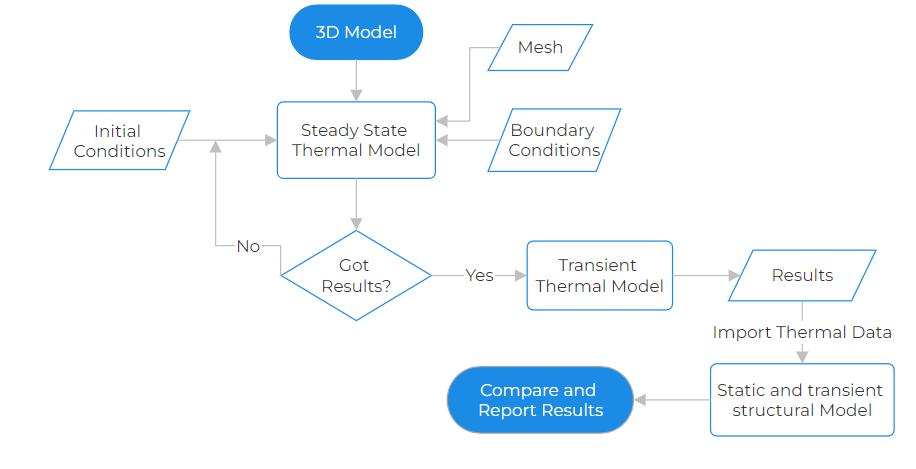 3D Model
Mesh
Initial
Conditions
Steady State
Thermal Model
Boundary
Conditions
No
Got
Results?
Yes
Transient
Thermal Model
Results
Import Thermal Data
Compare and
Report Results
Static and transient
structural Model